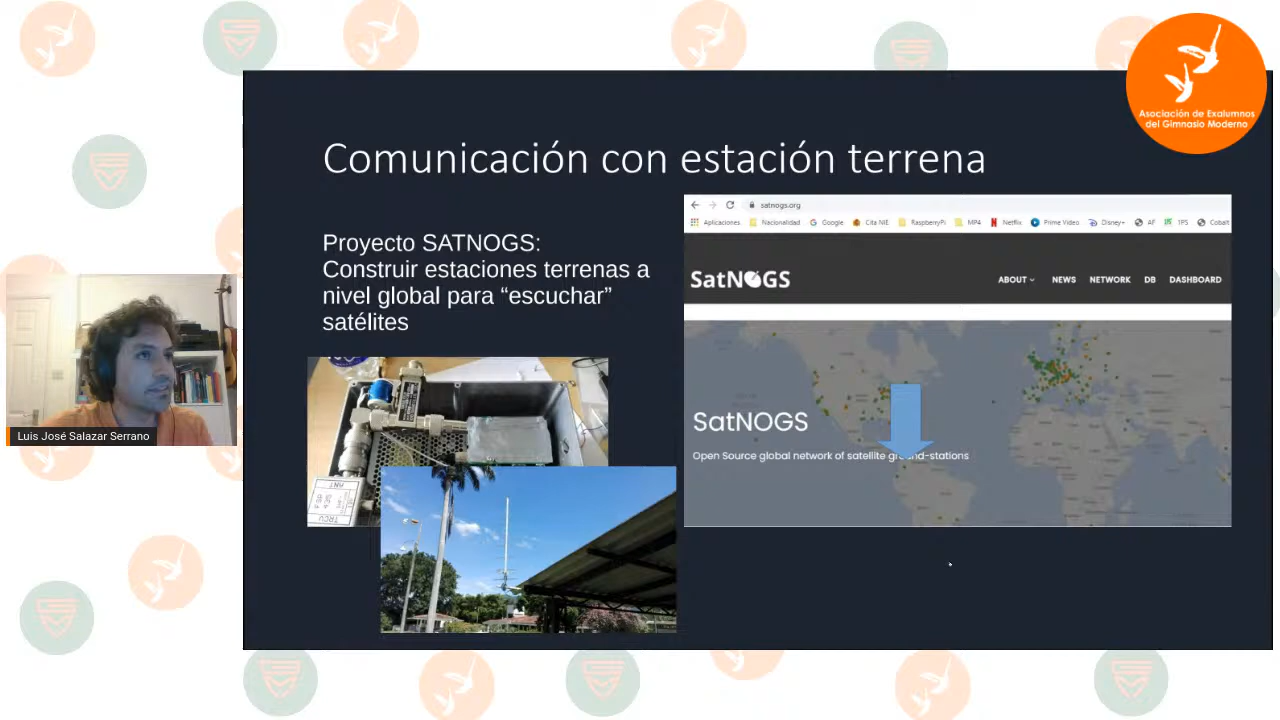 Asociación de Exalumnos
del Gimnasio Moderno
Comunicación con estación terrena
Proyecto SATNOGS:
Construir estaciones terrenas a
nivel global para “escuchar”
satélites
satnogs.org
Aplicaciones Nacionalidad Google Cita NIE RaspberryPi MP4 Netflix Prime Video Disney+ AF TPS Cobalt
SatNOGS
ABOUT NEWS NETWORK DB DASHBOARD
SatNOGS
Open Source global network of satellite ground-stations
Luis José Salazar Serrano
ANT